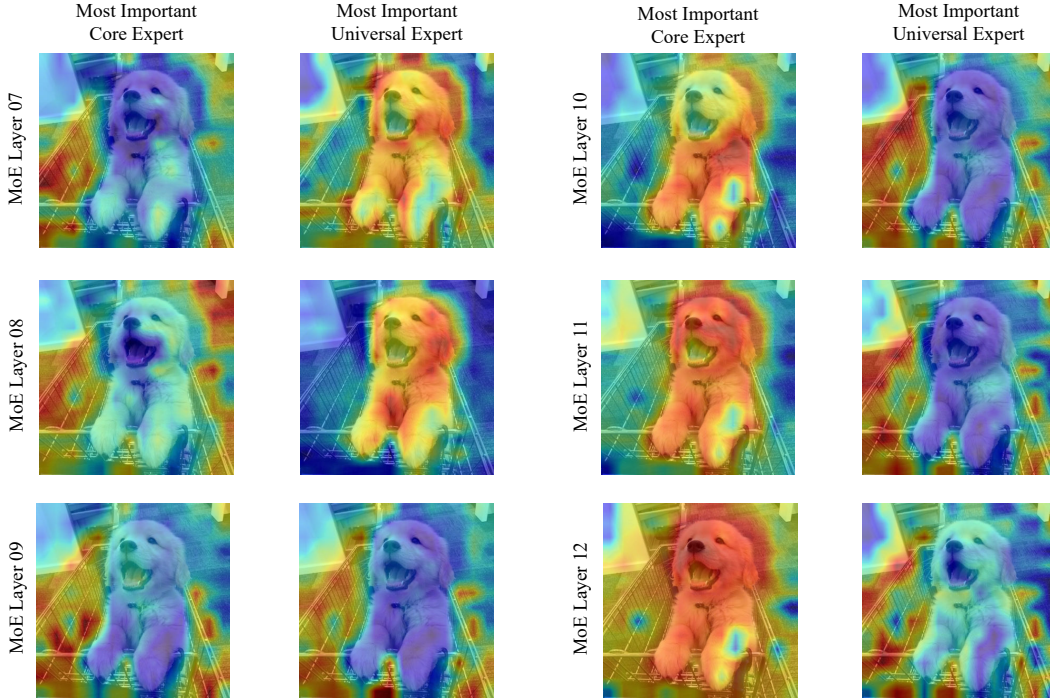 Most Important
Core Expert
Most Important
Universal Expert
Most Important
Core Expert
Most Important
Universal Expert
MoE Layer 07
MoE Layer 10
MoE Layer 08
MoE Layer 11
MoE Layer 09
MoE Layer 12